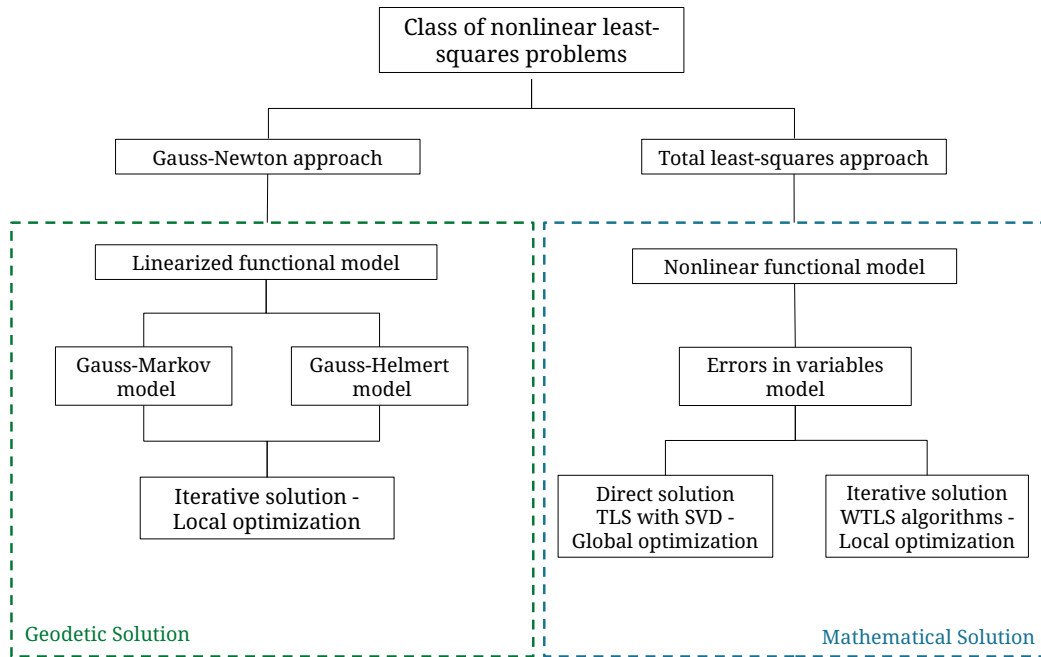 Class of nonlinear least-
squares problems
Gauss-Newton approach
Total least-squares approach
Linearized functional model
Nonlinear functional model
Gauss-Markov
model
Gauss-Helmert
model
Errors in variables
model
Iterative solution -
Local optimization
Direct solution
TLS with SVD -
Global optimization
Iterative solution
WTLS algorithms -
Local optimization
Geodetic Solution
Mathematical Solution